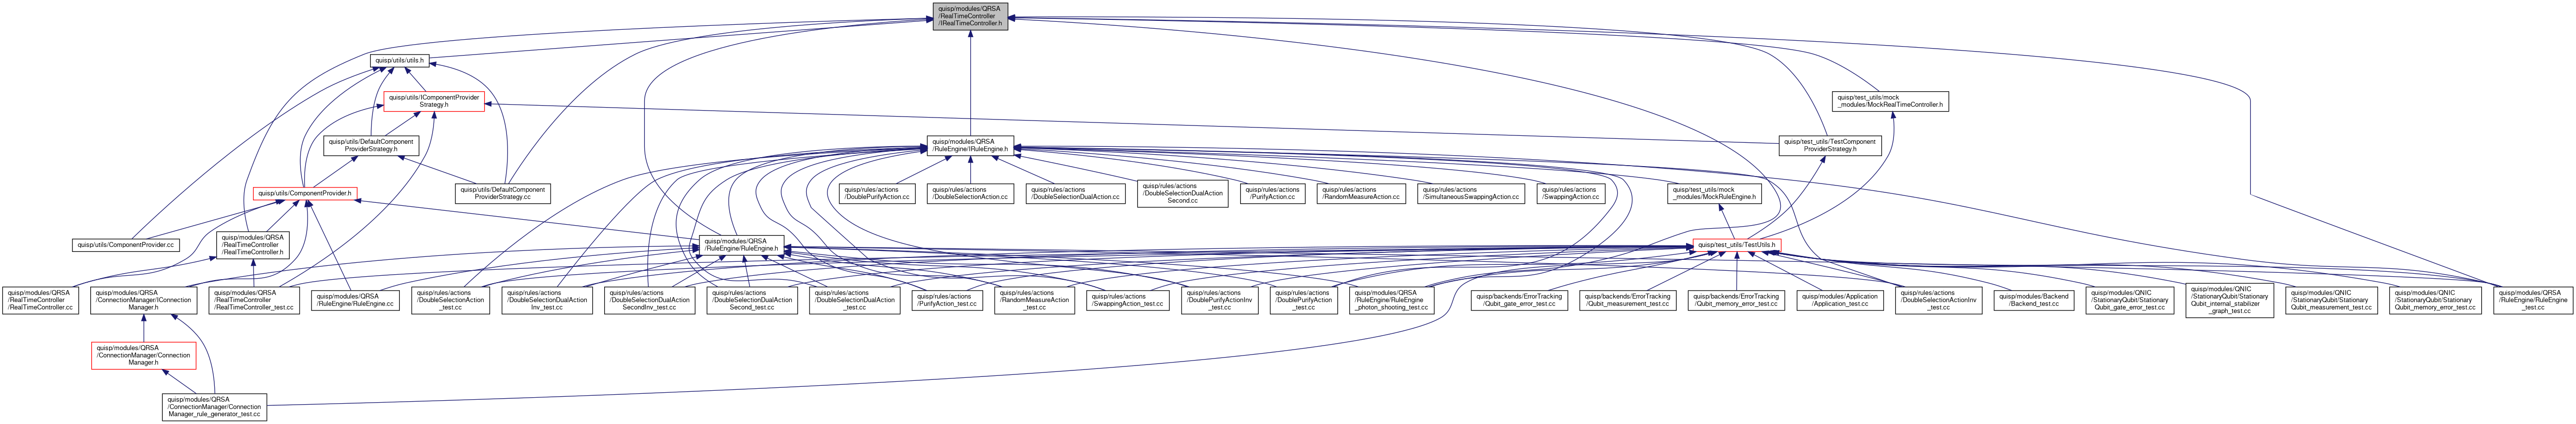 quisp/modules/QRSA
/RealTimeController
/IRealTimeController.h
quisp/utils/utils.h
quisp/utils/IComponentProvider
Strategy.h
quisp/test_utils/mock
_modules/MockRealTimeController.h
quisp/utils/DefaultComponent
ProviderStrategy.h
quisp/modules/QRSA
/RuleEngine/IRuleEngine.h
quisp/test_utils/TestComponent
ProviderStrategy.h
quisp/utils/ComponentProvider.h
quisp/utils/DefaultComponent
ProviderStrategy.cc
quisp/rules/actions
/DoublePurifyAction.cc
quisp/rules/actions
/DoubleSelectionAction.cc
quisp/rules/actions
/DoubleSelectionDualAction.cc
quisp/rules/actions
/DoubleSelectionDualAction
Second.cc
quisp/rules/actions
/PurifyAction.cc
quisp/rules/actions
/RandomMeasureAction.cc
quisp/rules/actions
/SimultaneousSwappingAction.cc
quisp/rules/actions
/SwappingAction.cc
quisp/test_utils/mock
_modules/MockRuleEngine.h
quisp/utils/ComponentProvider.cc
quisp/modules/QRSA
/RealTimeController
/RealTimeController.h
quisp/modules/QRSA
/RuleEngine/RuleEngine.h
quisp/test_utils/TestUtils.h
quisp/modules/QRSA
/RealTimeController
/RealTimeController.cc
quisp/modules/QRSA
/ConnectionManager/IConnection
Manager.h
quisp/modules/QRSA
/RealTimeController
/RealTimeController_test.cc
quisp/modules/QRSA
/RuleEngine/RuleEngine.cc
quisp/rules/actions
/DoubleSelectionAction
_test.cc
quisp/rules/actions
/DoubleSelectionDualAction
Inv_test.cc
quisp/rules/actions
/DoubleSelectionDualAction
SecondInv_test.cc
quisp/rules/actions
/DoubleSelectionDualAction
Second_test.cc
quisp/rules/actions
/DoubleSelectionDualAction
_test.cc
quisp/rules/actions
/PurifyAction_test.cc
quisp/rules/actions
/RandomMeasureAction
_test.cc
quisp/rules/actions
/SwappingAction_test.cc
quisp/rules/actions
/DoublePurifyActionInv
_test.cc
quisp/rules/actions
/DoublePurifyAction
_test.cc
quisp/modules/QRSA
/RuleEngine/RuleEngine
_photon_shooting_test.cc
quisp/backends/ErrorTracking
/Qubit_gate_error_test.cc
quisp/backends/ErrorTracking
/Qubit_measurement_test.cc
quisp/backends/ErrorTracking
/Qubit_memory_error_test.cc
quisp/modules/Application
/Application_test.cc
quisp/rules/actions
/DoubleSelectionActionInv
_test.cc
quisp/modules/Backend
/Backend_test.cc
quisp/modules/QNIC
/StationaryQubit/Stationary
Qubit_gate_error_test.cc
quisp/modules/QNIC
/StationaryQubit/Stationary
Qubit_internal_stabilizer
_graph_test.cc
quisp/modules/QNIC
/StationaryQubit/Stationary
Qubit_measurement_test.cc
quisp/modules/QNIC
/StationaryQubit/Stationary
Qubit_memory_error_test.cc
quisp/modules/QRSA
/RuleEngine/RuleEngine
_test.cc
quisp/modules/QRSA
/ConnectionManager/Connection
Manager.h
quisp/modules/QRSA
/ConnectionManager/Connection
Manager_rule_generator_test.cc